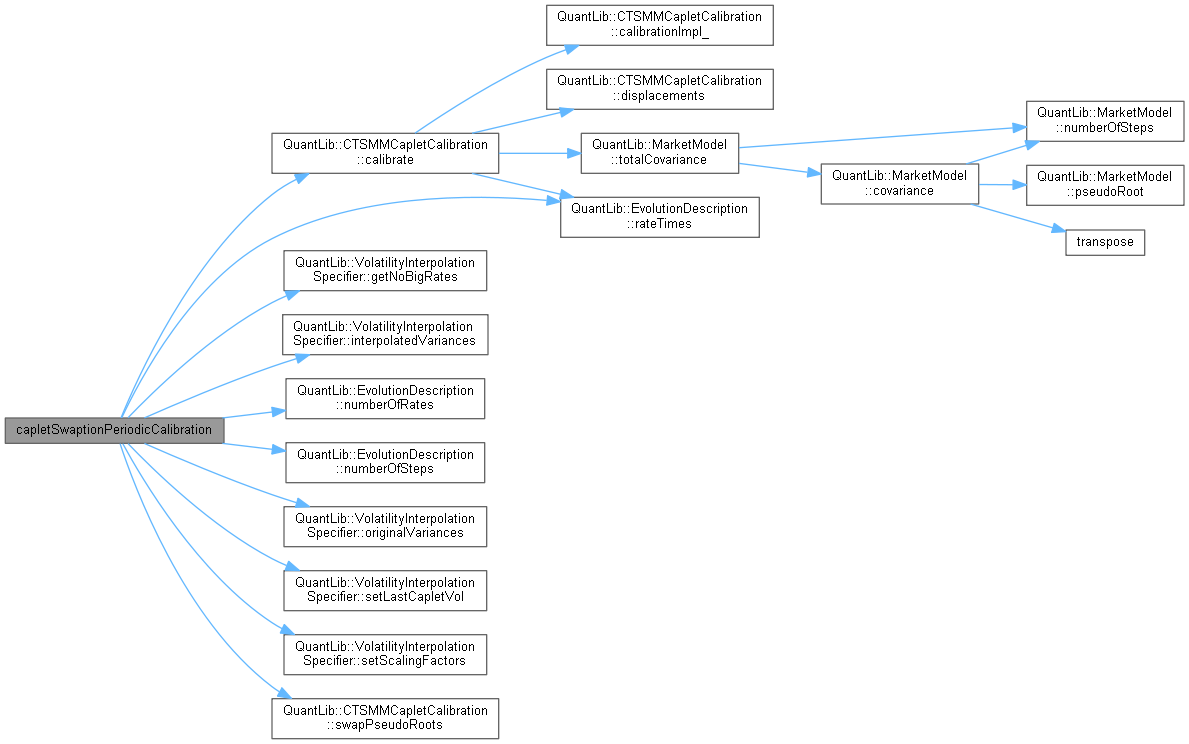 QuantLib::CTSMMCapletCalibration
::calibrationImpl_
QuantLib::CTSMMCapletCalibration
::displacements
QuantLib::MarketModel
::numberOfSteps
QuantLib::CTSMMCapletCalibration
::calibrate
QuantLib::MarketModel
::totalCovariance
QuantLib::MarketModel
::covariance
QuantLib::MarketModel
::pseudoRoot
QuantLib::EvolutionDescription
::rateTimes
transpose
QuantLib::VolatilityInterpolation
Specifier::getNoBigRates
QuantLib::VolatilityInterpolation
Specifier::interpolatedVariances
QuantLib::EvolutionDescription
::numberOfRates
capletSwaptionPeriodicCalibration
QuantLib::EvolutionDescription
::numberOfSteps
QuantLib::VolatilityInterpolation
Specifier::originalVariances
QuantLib::VolatilityInterpolation
Specifier::setLastCapletVol
QuantLib::VolatilityInterpolation
Specifier::setScalingFactors
QuantLib::CTSMMCapletCalibration
::swapPseudoRoots